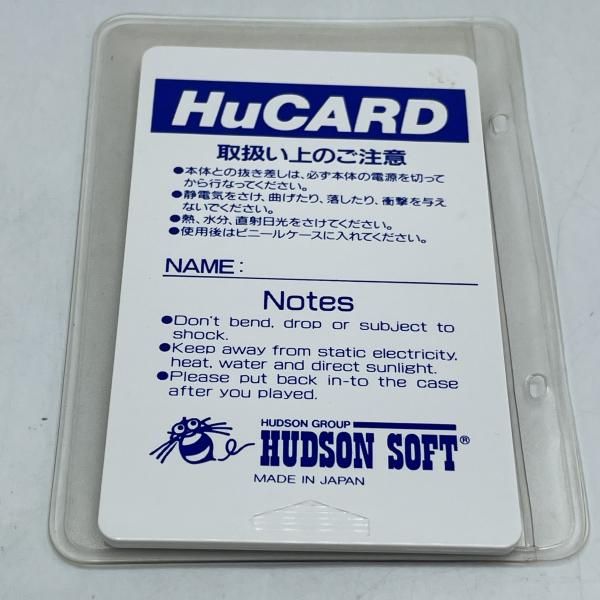 HuCARD
取扱い上のご注意
●本体との抜き差しは、必ず本体の電源を切って
から行なってください。
●静電気をさけ、曲げたり、落したり、衝撃を与え
ないでください。
●熱、水分、直射日光をさけてください。
●使用後はビニールケースに入れてください。
NAME:
Notes
●Don't bend, drop or subject to
shock.
●Keep away from static electricity,
heat, water and direct sunlight.
●Please put back in-to the case
after you played.
HUDSON GROUP
HUDSON SOFT®
MADE IN JAPAN